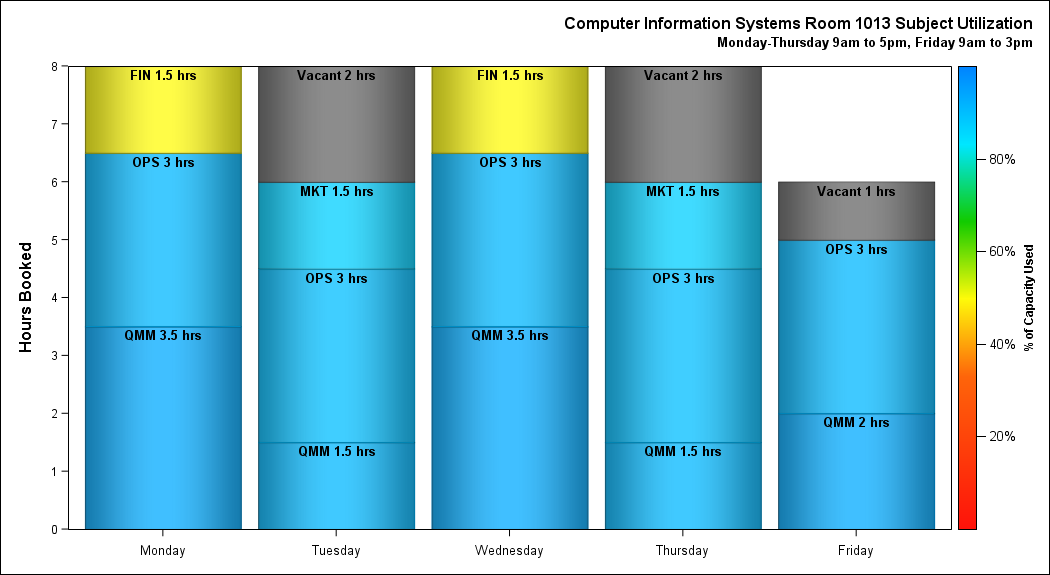 Computer Information Systems Room 1013 Subject Utilization
Monday-Thursday 9am to 5pm, Friday 9am to 3pm
Hours Booked
8
7
6
5
4
3
2
1
0
FIN 1.5 hrs
OPS 3 hrs
QMM 3.5 hrs
Vacant 2 hrs
MKT 1.5 hrs
OPS 3 hrs
QMM 1.5 hrs
FIN 1.5 hrs
OPS 3 hrs
QMM 3.5 hrs
Vacant 2 hrs
MKT 1.5 hrs
OPS 3 hrs
QMM 1.5 hrs
Vacant 1 hrs
OPS 3 hrs
QMM 2 hrs
Monday
Tuesday
Wednesday
Thursday
Friday
80%
60%
40%
20%
% of Capacity Used